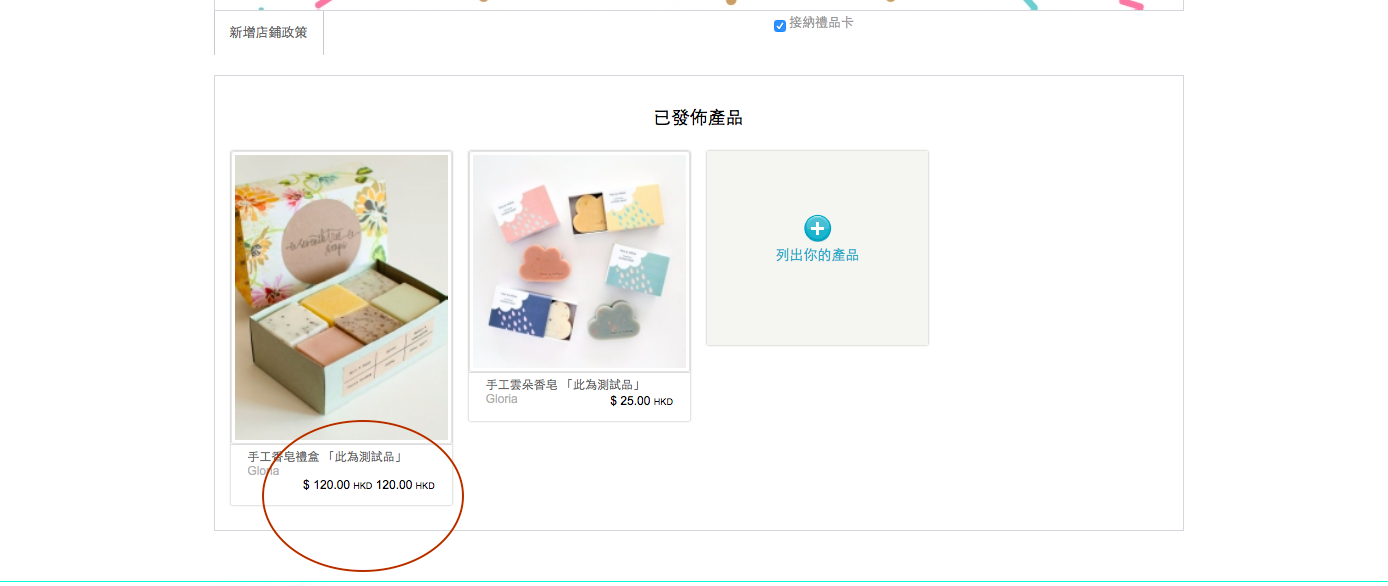 新增店鋪政策
接納禮品卡
已發佈產品
手工香皂禮盒 「此為測試品」
Gloria
$ 120.00 HKD 120.00 HKD
手工雲朵香皂 「此為測試品」
Gloria
$ 25.00 HKD
列出你的產品